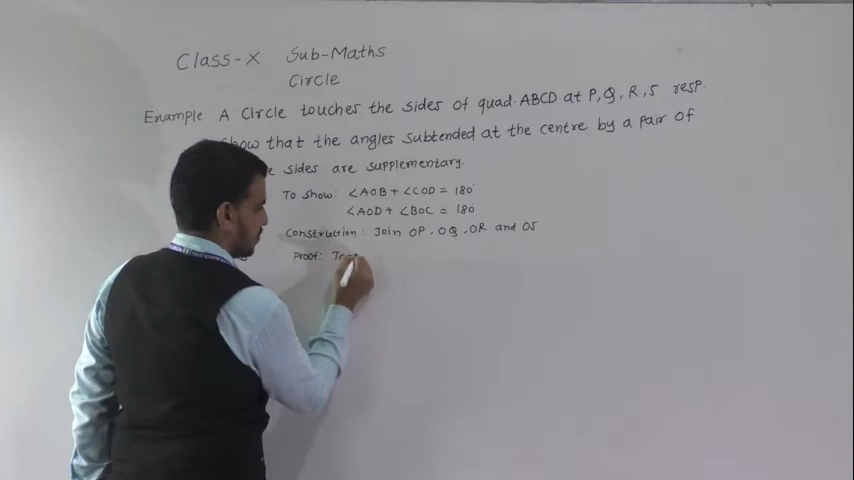 Class-X Sub-Maths
Circle
Example A Circle touches the sides of quad. ABCD at P, Q, R, S resp.
show that the angles subtended at the centre by a pair of
sides are supplementary.
To show: ∠AOB + ∠COD = 180°
∠AOD + ∠BOC = 180°
Construction: Join OP, OQ, OR and OS
Proof: